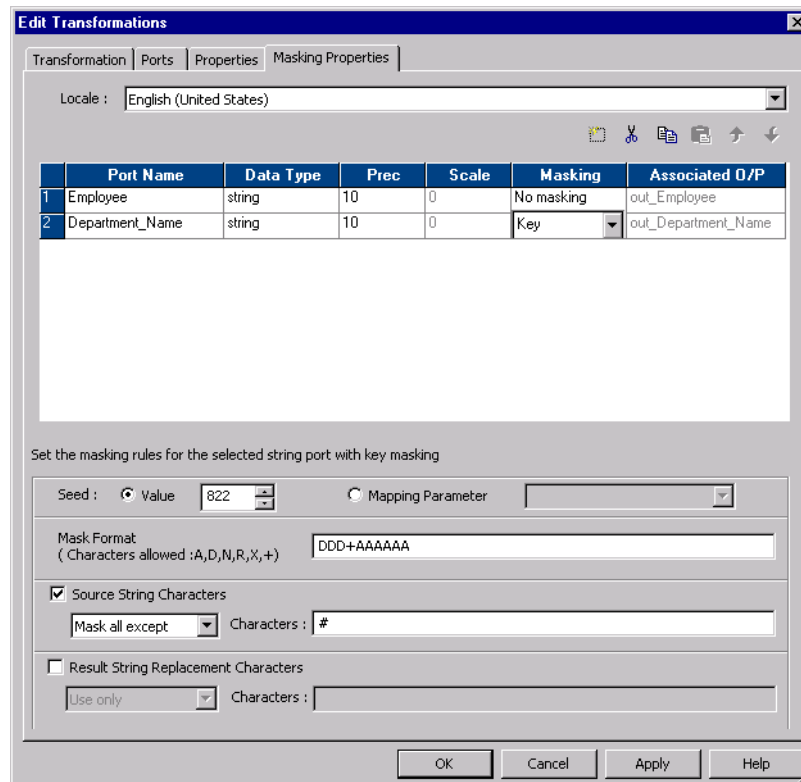 Edit Transformations
Transformation Ports Properties Masking Properties
Locale : English (United States)
Port Name Data Type Prec Scale Masking Associated O/P
1 Employee string 10 0 No masking out_Employee
2 Department_Name string 10 0 Key out_Department_Name
Set the masking rules for the selected string port with key masking
Seed : Value 822 Mapping Parameter
Mask Format
( Characters allowed :A,D,N,R,X,+) DDD+AAAAAA
Source String Characters
Mask all except Characters : #
Result String Replacement Characters
Use only Characters :
OK Cancel Apply Help